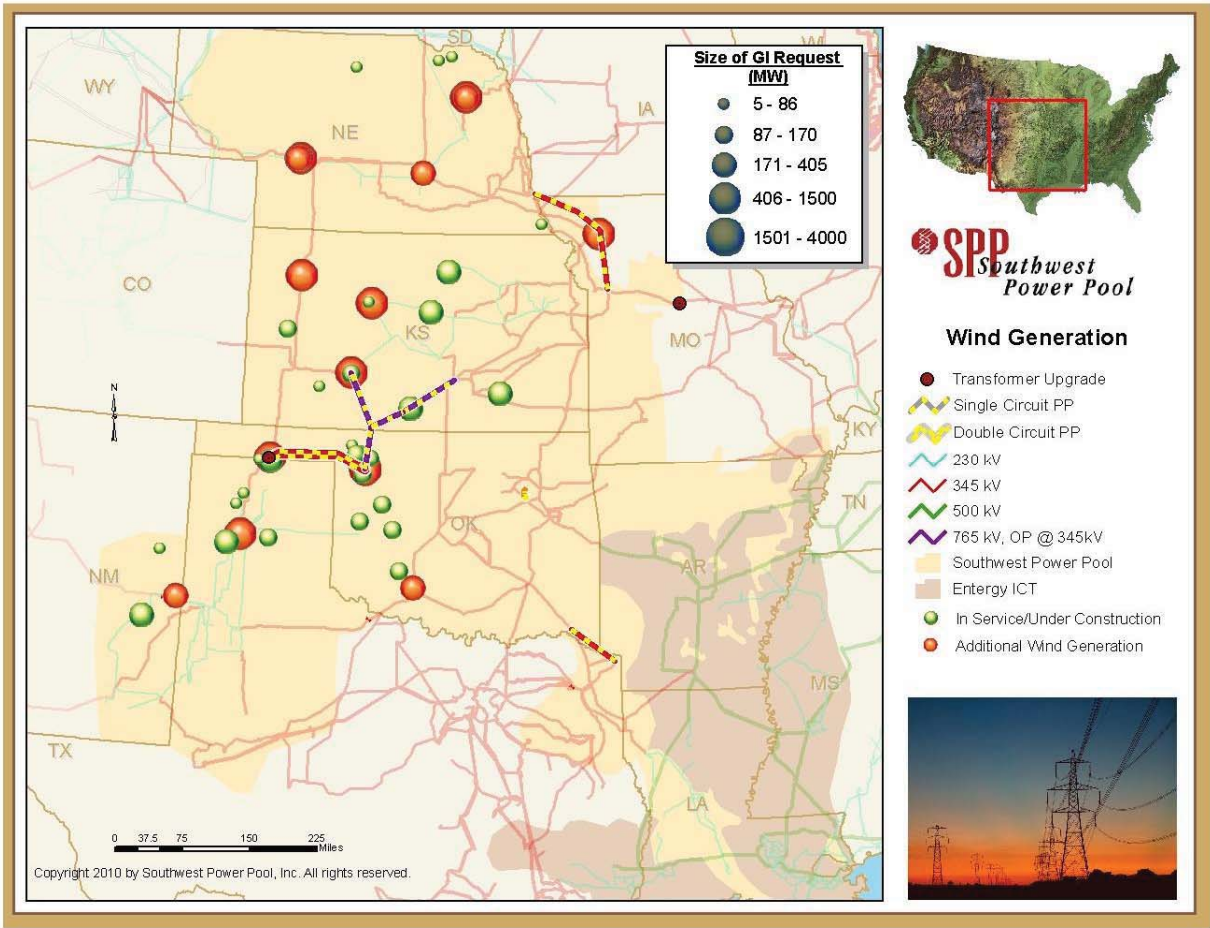 SD
WI
WY
IA
NE
CO
KS
MO
KY
TN
OK
AR
NM
MS
TX
LA
Size of GI Request
(MW)
5 - 86
87 - 170
171 - 405
406 - 1500
1501 - 4000
N
0 37.5 75 150 225
Miles
Copyright 2010 by Southwest Power Pool, Inc. All rights reserved.
SPP
Southwest
Power Pool
Wind Generation
Transformer Upgrade
Single Circuit PP
Double Circuit PP
230 kV
345 kV
500 kV
765 kV, OP @ 345kV
Southwest Power Pool
Entergy ICT
In Service/Under Construction
Additional Wind Generation